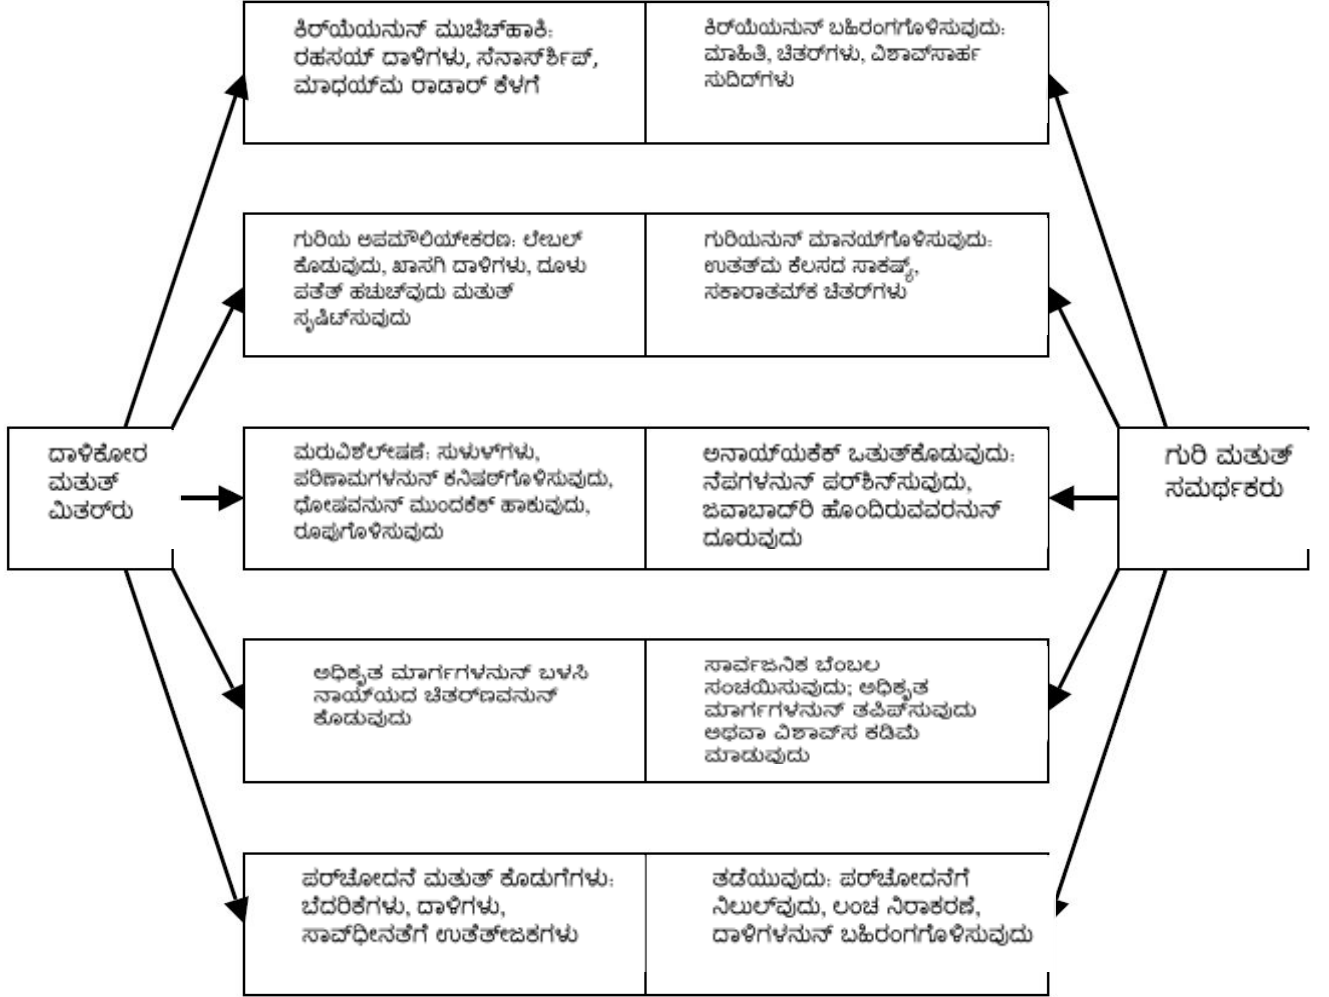 ಕಿರ್‌ಯೆಯನುನ್ ಮುಚಿಚ್‌ಹಾಕಿ:
ರಹಸಯ್ ದಾಳಿಗಳು, ಸೆನಾಸ್‌ರ್ಶಿಪ್,
ಮಾಧಯ್‌ಮ ರಾಡಾರ್ ಕೆಳಗೆ
ಕಿರ್‌ಯೆಯನುನ್ ಬಹಿರಂಗಗೊಳಿಸುವುದು:
ಮಾಹಿತಿ, ಚಿತರ್‌ಗಳು, ವಿಶಾವ್‌ಸಾರ್ಹ
ಸುದಿದ್‌ಗಳು
ಗುರಿಯ ಅಪಮೌಲಿಯ್‌ೀಕರಣ: ಲೇಬಲ್
ಕೊಡುವುದು, ಖಾಸಗಿ ದಾಳಿಗಳು, ದೂಳು
ಪತೆತ್ ಹಚುಚ್‌ವುದು ಮತುತ್
ಸೃಷಿಟ್‌ಸುವುದು
ಗುರಿಯನುನ್ ಮಾನಯ್‌ಗೊಳಿಸುವುದು:
ಉತತ್‌ಮ ಕೆಲಸದ ಸಾಕಷ್ಯ್,
ಸಕಾರಾತಮ್‌ಕ ಚಿತರ್‌ಗಳು
ದಾಳಿಕೋರ
ಮತುತ್
ಮಿತರ್‌ರು
ಮರುವಿಶೆಲ್‌ೇಷಣೆ: ಸುಳುಳ್‌ಗಳು,
ಪರಿಣಾಮಗಳನುನ್ ಕನಿಷಠ್‌ಗೊಳಿಸುವುದು,
ಧೋಷವನುನ್ ಮುಂದಕೆಕ್ ಹಾಕುವುದು,
ರೂಪುಗೊಳಿಸುವುದು
ಅನಾಯ್‌ಯಕೆಕ್ ಒತುತ್‌ಕೊಡುವುದು:
ನೆಪಗಳನುನ್ ಪರ್‌ಶಿನ್‌ಸುವುದು,
ಜವಾಬಾದ್‌ರಿ ಹೊಂದಿರುವವರನುನ್
ದೂರುವುದು
ಗುರಿ ಮತುತ್
ಸಮರ್ಥಕರು
ಅಧಿಕೃತ ಮಾರ್ಗಗಳನುನ್ ಬಳಸಿ
ನಾಯ್‌ಯದ ಚಿತರ್‌ಣವನುನ್
ಕೊಡುವುದು
ಸಾರ್ವಜನಿಕ ಬೆಂಬಲ
ಸಂಚಯಿಸುವುದು; ಅಧಿಕೃತ
ಮಾರ್ಗಗಳನುನ್ ತಪಿಪ್‌ಸುವುದು
ಅಥವಾ ವಿಶಾವ್‌ಸ ಕಡಿಮೆ
ಮಾಡುವುದು
ಪರ್‌ಚೋದನೆ ಮತುತ್ ಕೊಡುಗೆಗಳು:
ಬೆದರಿಕೆಗಳು, ದಾಳಿಗಳು,
ಸಾವ್‌ಧೀನತೆಗೆ ಉತೆತ್‌ೇಜಕಗಳು
ತಡೆಯುವುದು: ಪರ್‌ಚೋದನೆಗೆ
ನಿಲುಲ್‌ವುದು, ಲಂಚ ನಿರಾಕರಣೆ,
ದಾಳಿಗಳನುನ್ ಬಹಿರಂಗಗೊಳಿಸುವುದು